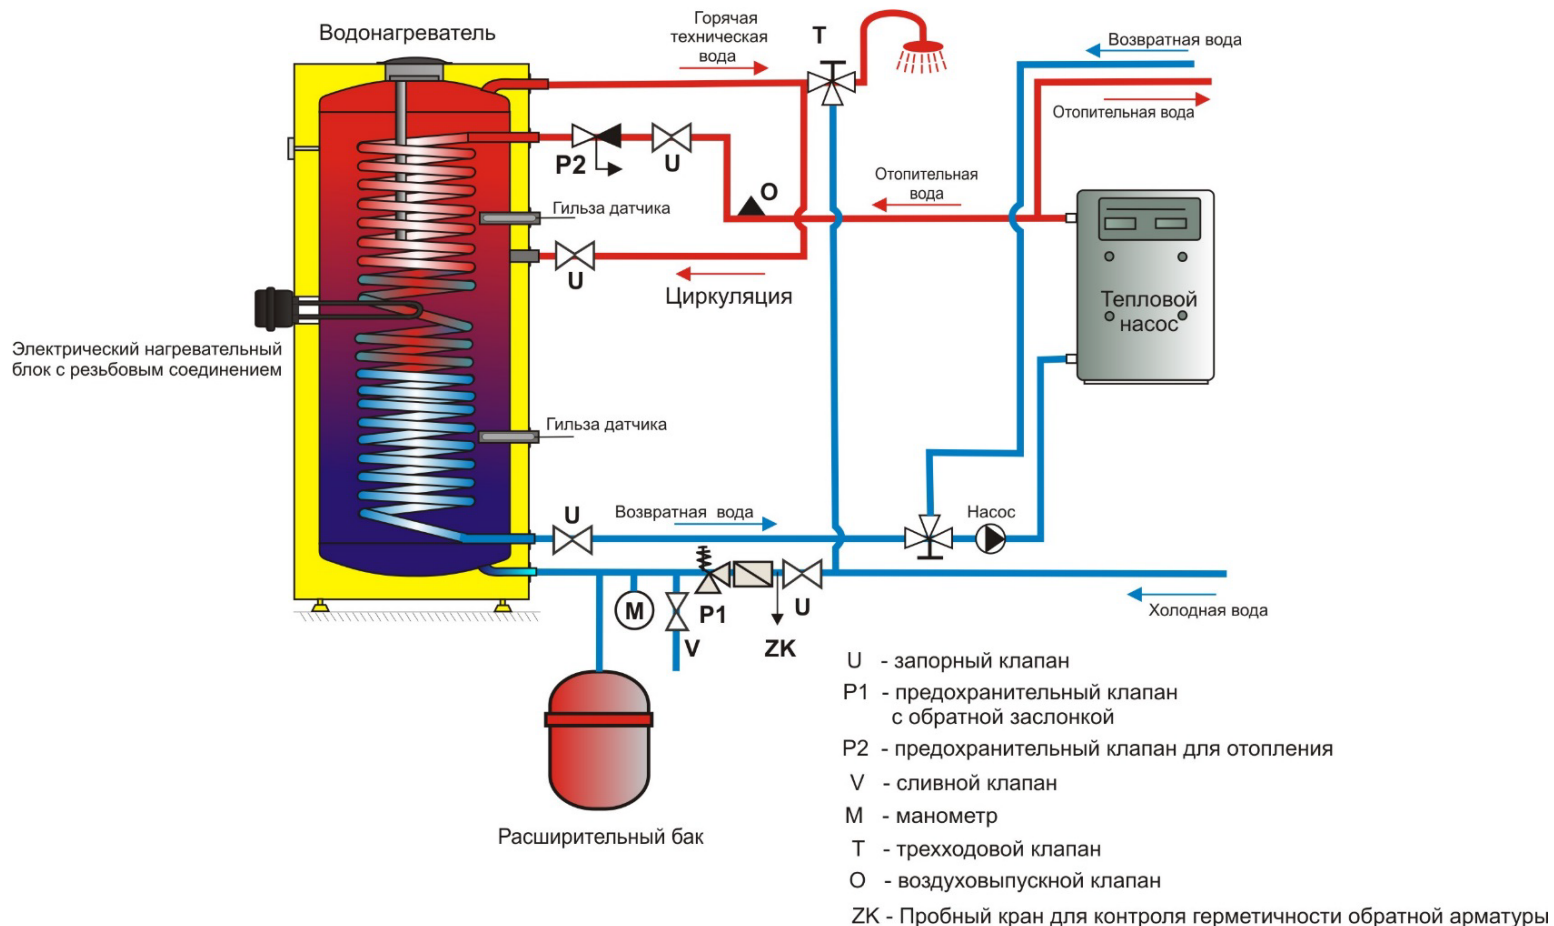 Водонагреватель
Горячая
техническая
вода
T
Возвратная вода
Отопительная вода
P2
U
O
Отопительная
вода
Гильза датчика
U
Циркуляция
Тепловой
насос
Электрический нагревательный
блок с резьбовым соединением
Гильза датчика
U
Возвратная вода
Насос
M
V
P1
ZK
U
Холодная вода
Расширительный бак
U - запорный клапан
P1 - предохранительный клапан
с обратной заслонкой
P2 - предохранительный клапан для отопления
V - сливной клапан
M - манометр
T - трехходовой клапан
O - воздуховыпускной клапан
ZK - Пробный кран для контроля герметичности обратной арматуры